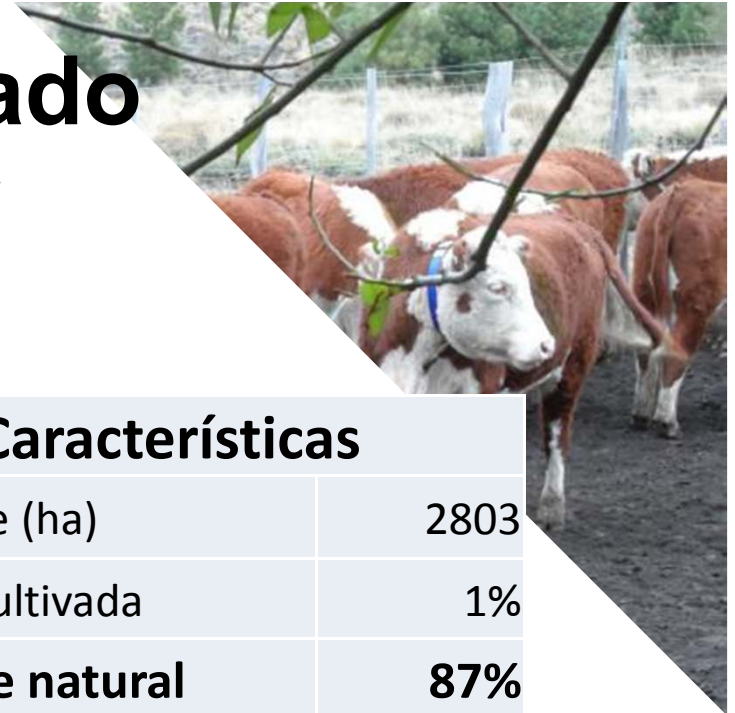 ado
Características
e (ha) 2803
ultivada 1%
e natural 87%